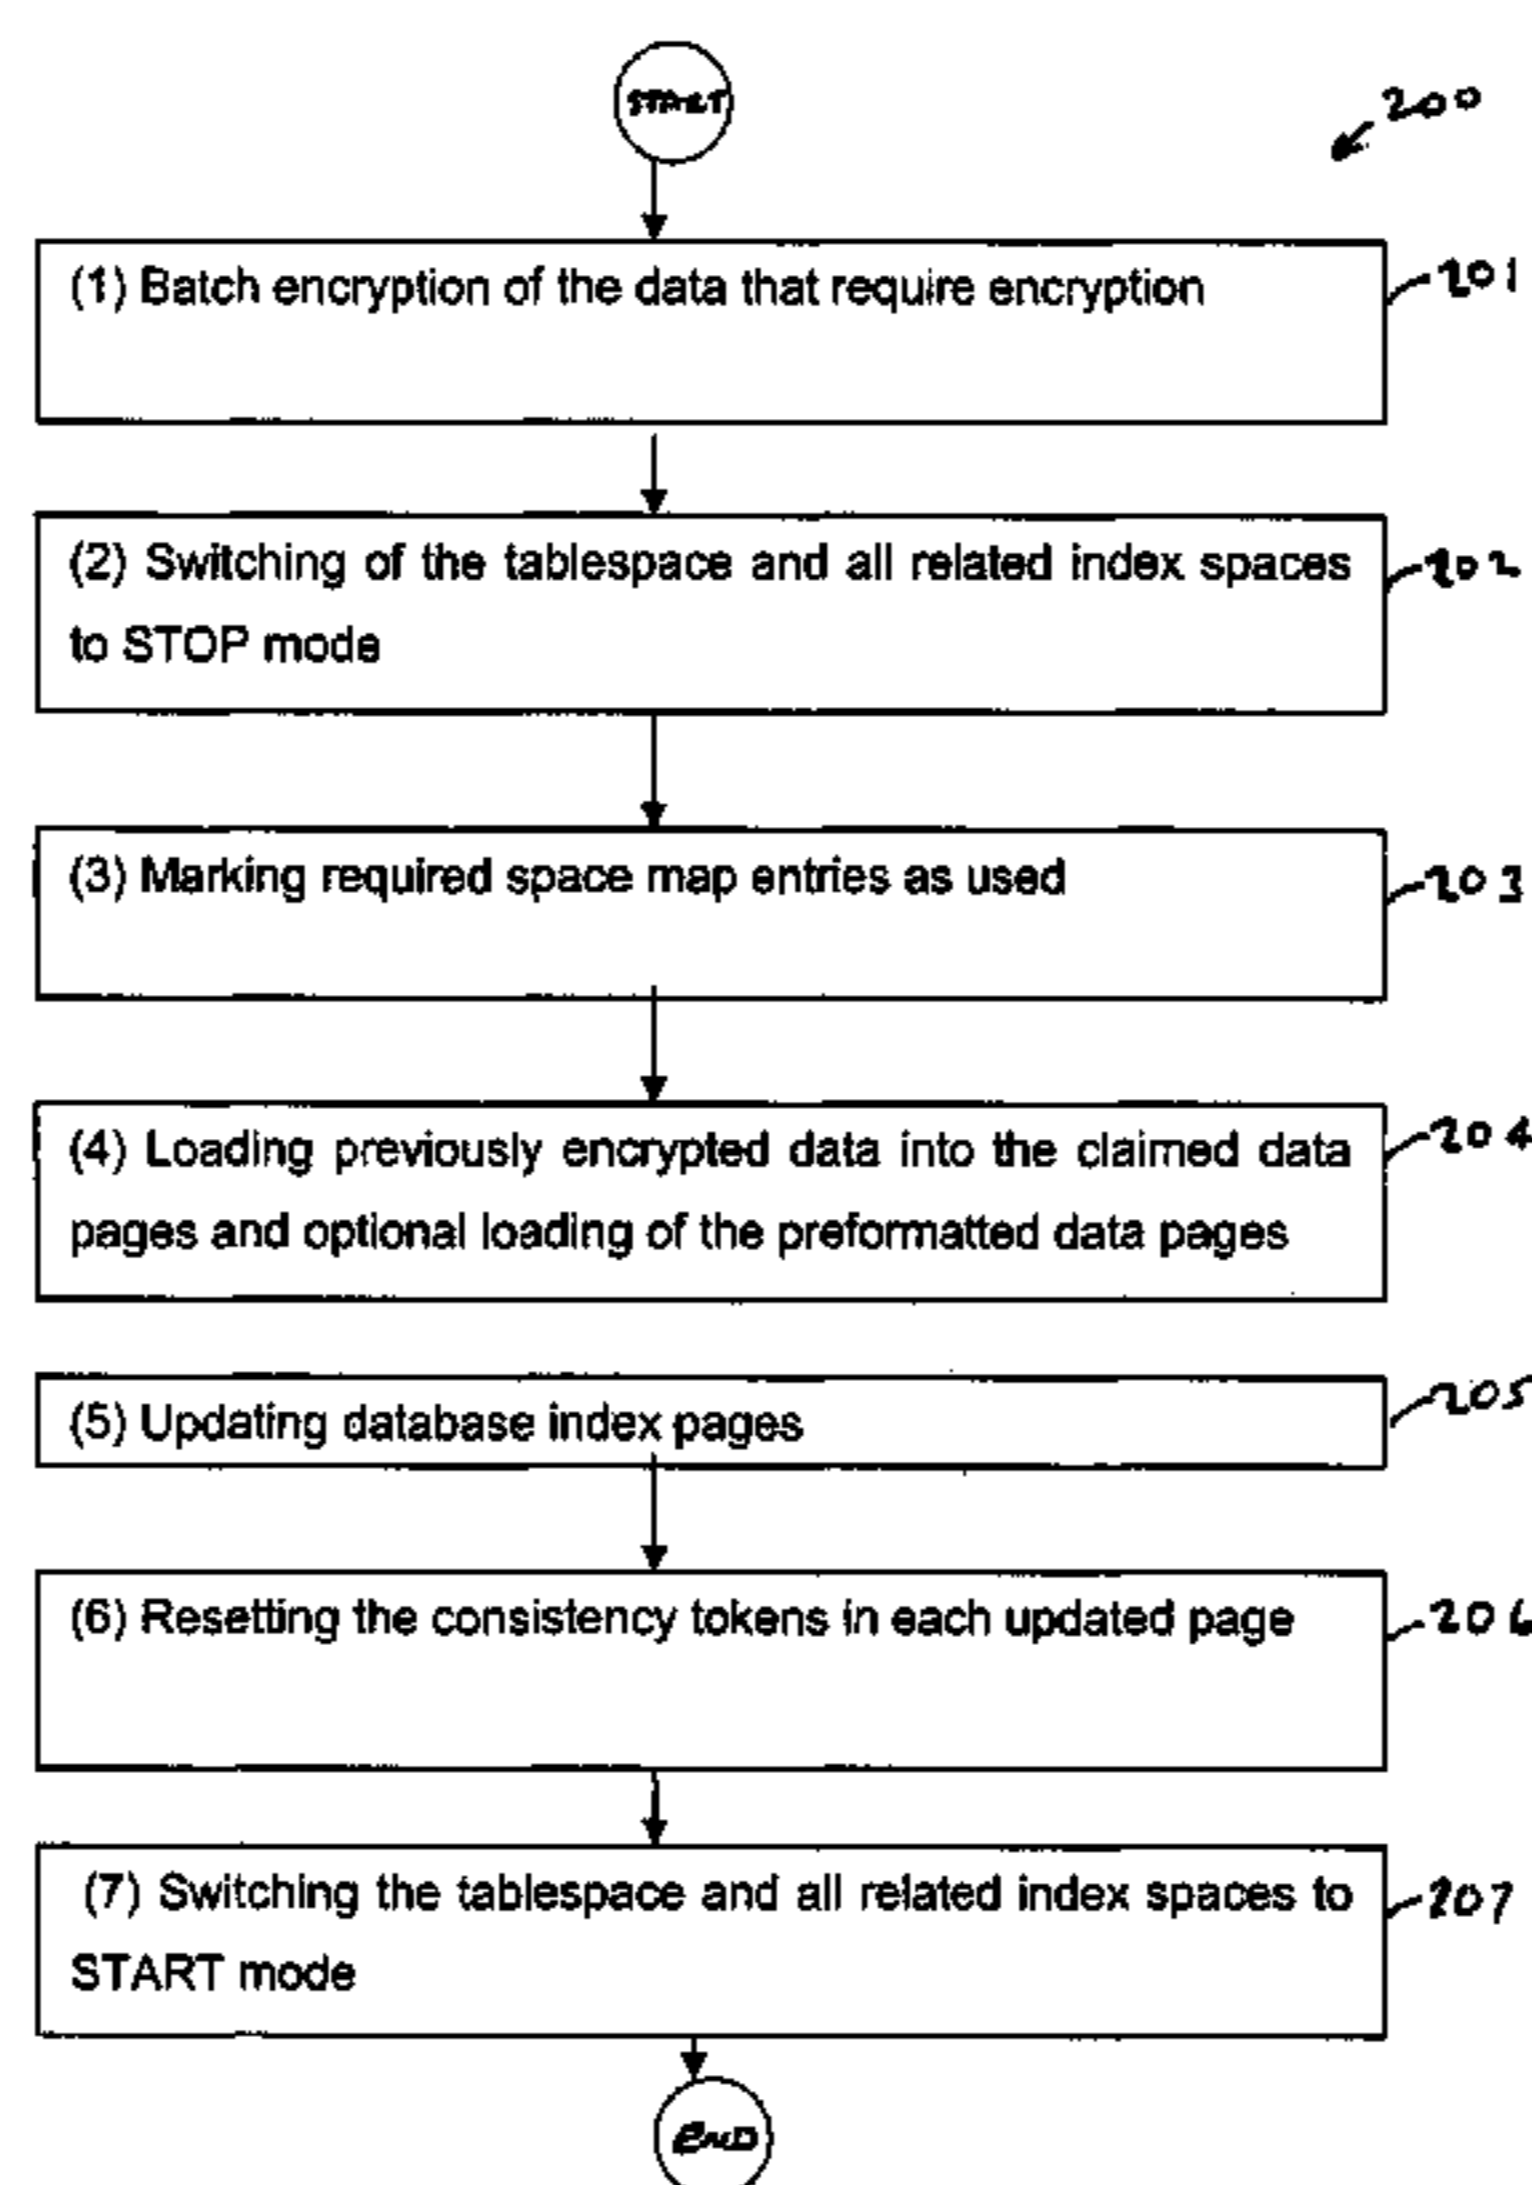 START
200
(1) Batch encryption of the data that require encryption
201
(2) Switching of the tablespace and all related index spaces
to STOP mode
202
(3) Marking required space map entries as used
203
(4) Loading previously encrypted data into the claimed data
pages and optional loading of the preformatted data pages
204
(5) Updating database index pages
205
(6) Resetting the consistency tokens in each updated page
206
(7) Switching the tablespace and all related index spaces to
START mode
207
END